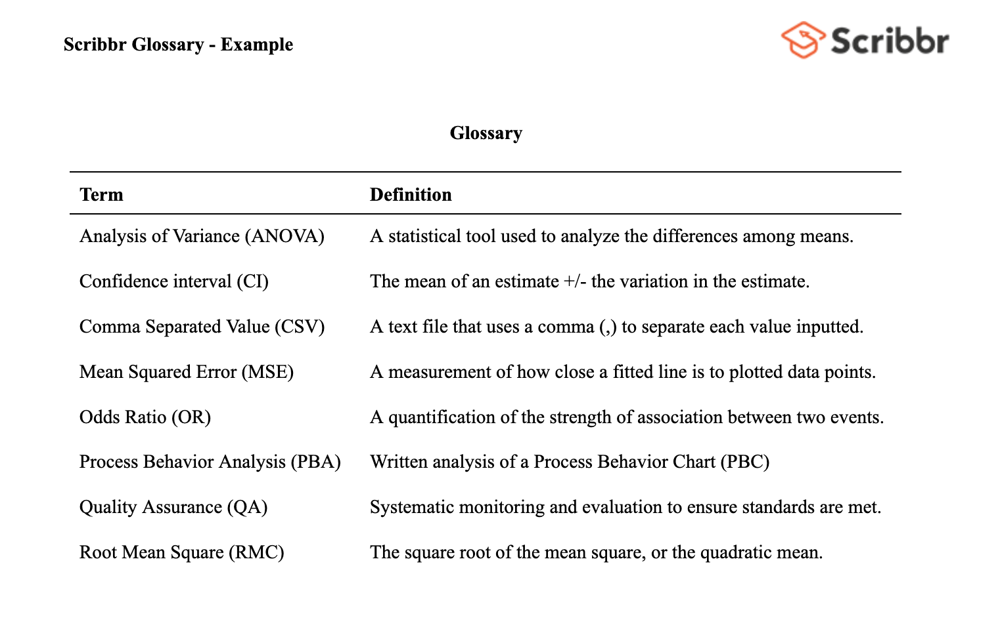 Scribbr Glossary - Example
Scribbr
Glossary
Term Definition
Analysis of Variance (ANOVA) A statistical tool used to analyze the differences among means.
Confidence interval (CI) The mean of an estimate +/- the variation in the estimate.
Comma Separated Value (CSV) A text file that uses a comma (,) to separate each value inputted.
Mean Squared Error (MSE) A measurement of how close a fitted line is to plotted data points.
Odds Ratio (OR) A quantification of the strength of association between two events.
Process Behavior Analysis (PBA) Written analysis of a Process Behavior Chart (PBC)
Quality Assurance (QA) Systematic monitoring and evaluation to ensure standards are met.
Root Mean Square (RMC) The square root of the mean square, or the quadratic mean.